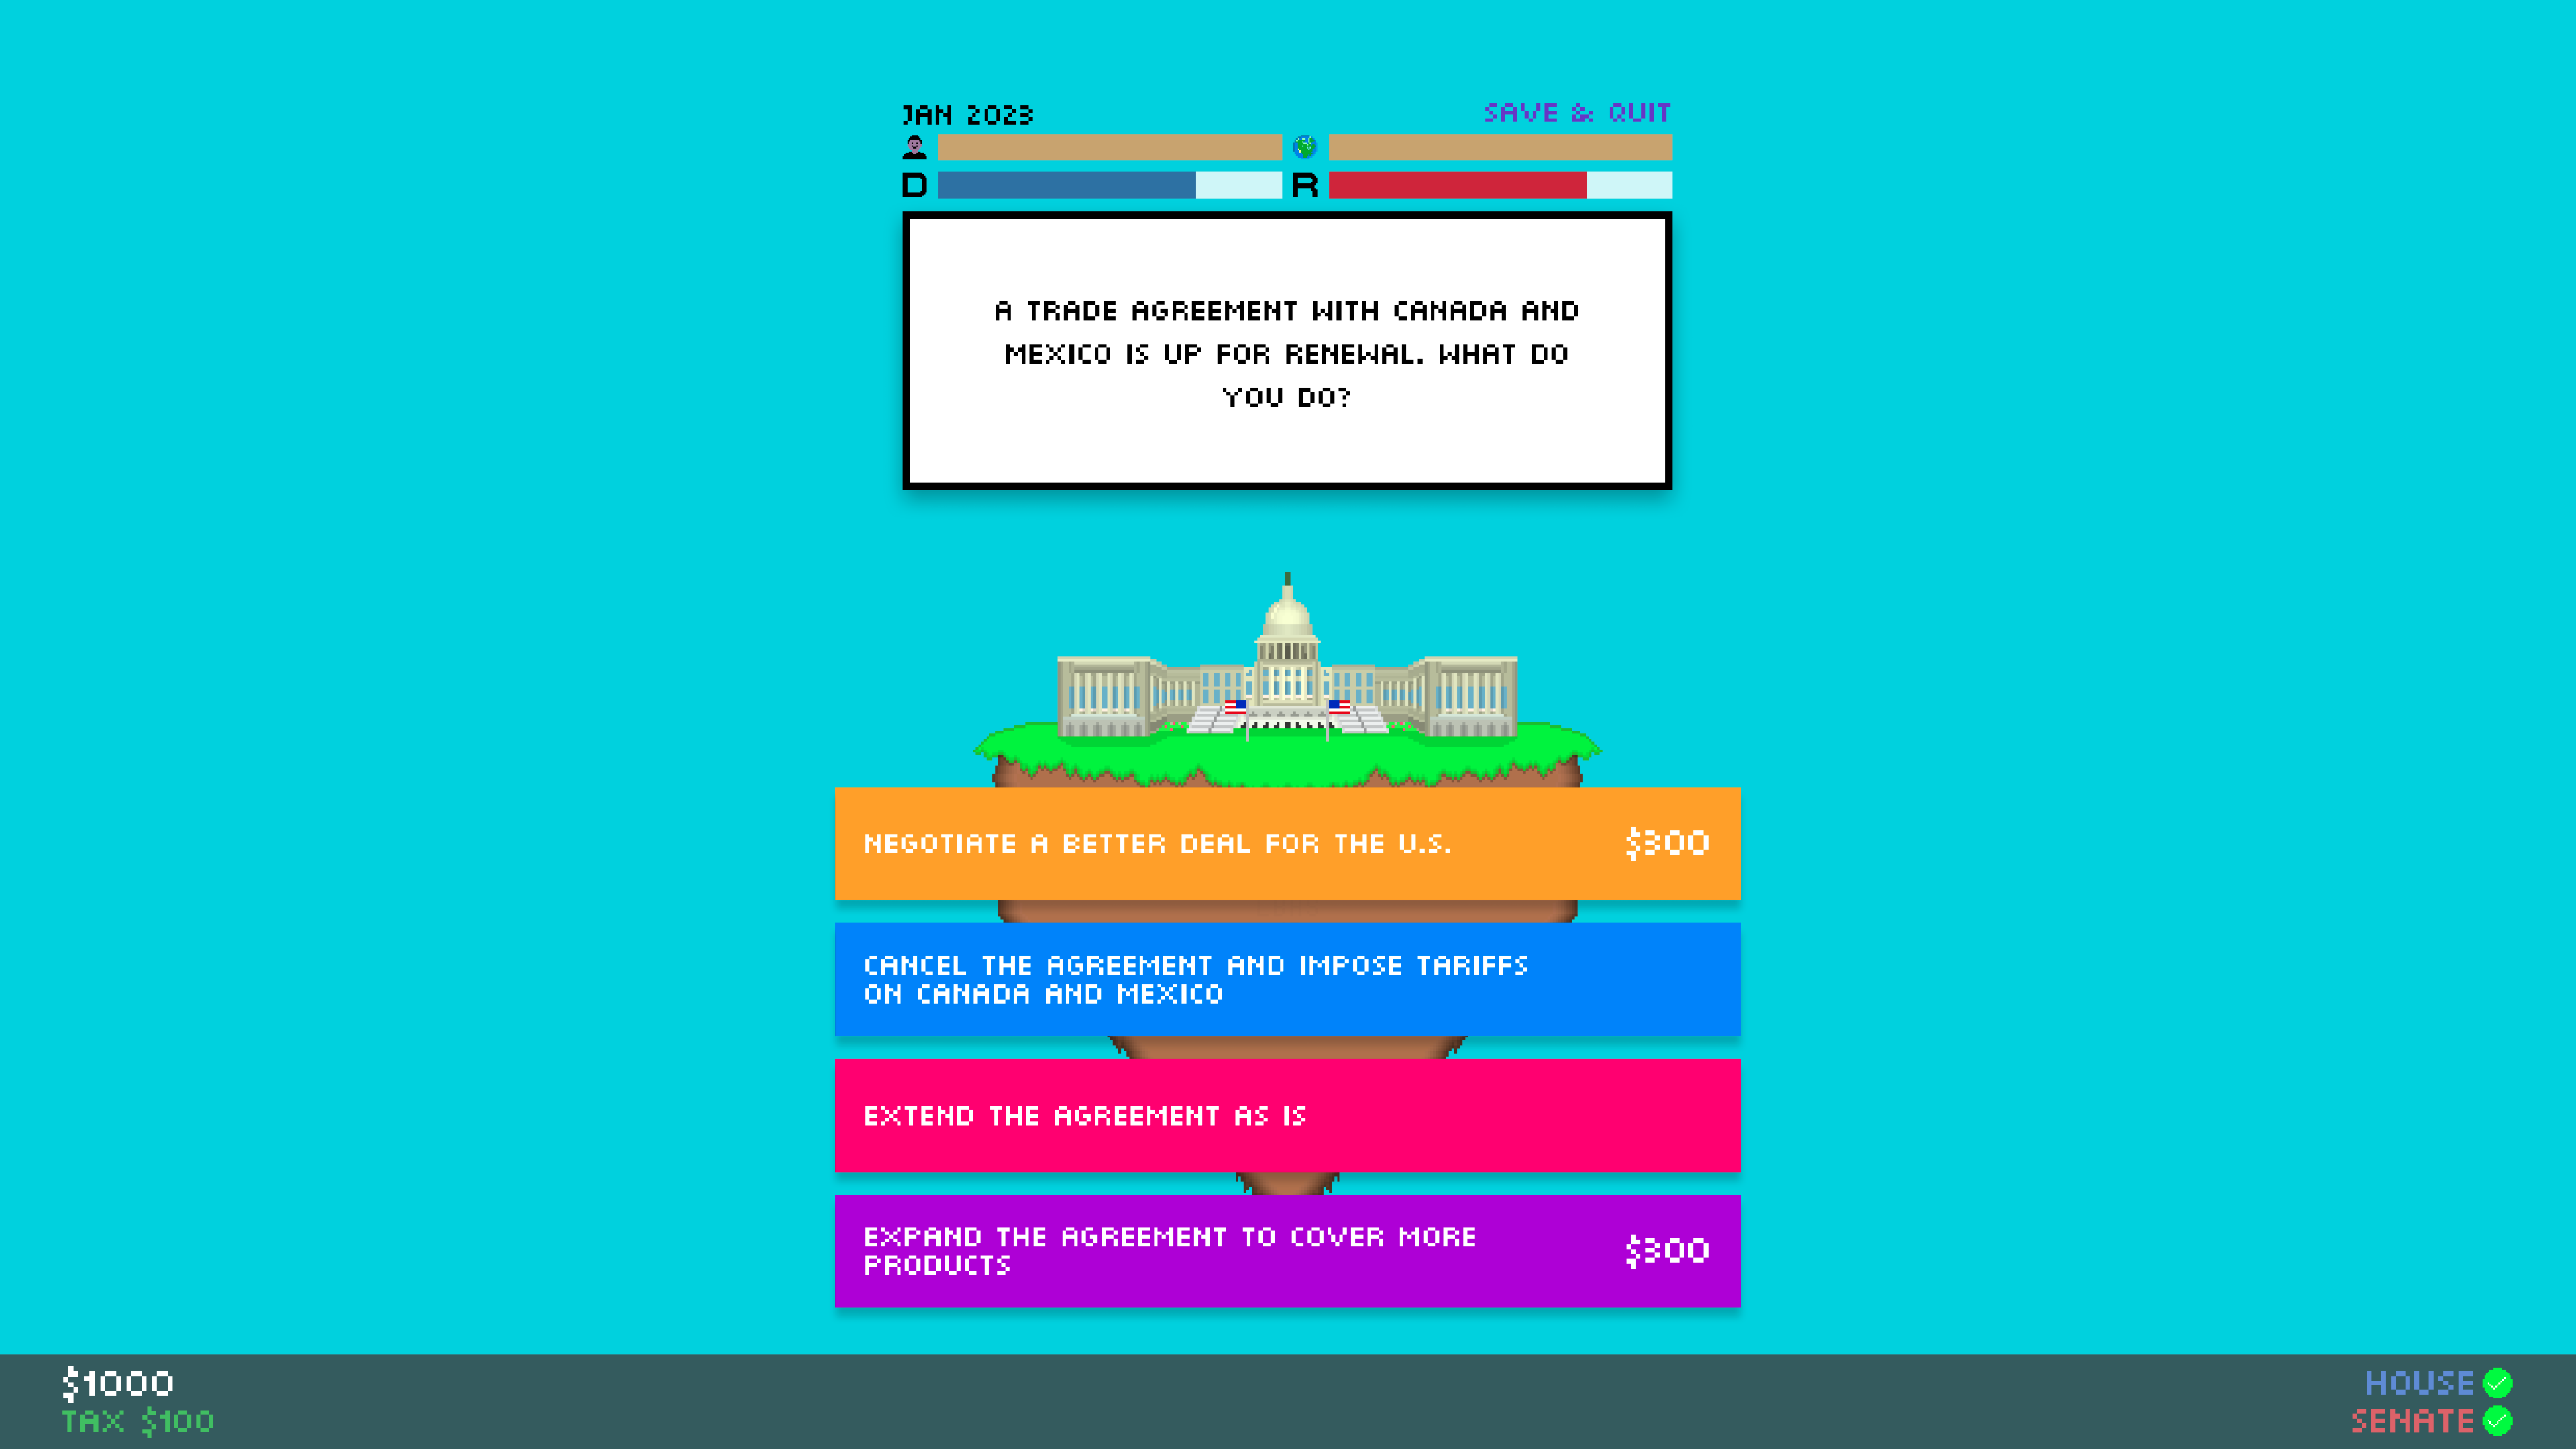 JAN 2023
SAVE & QUIT
D
R
A TRADE AGREEMENT WITH CANADA AND
MEXICO IS UP FOR RENEWAL. WHAT DO
YOU DO?
NEGOTIATE A BETTER DEAL FOR THE U.S.
$300
CANCEL THE AGREEMENT AND IMPOSE TARIFFS
ON CANADA AND MEXICO
EXTEND THE AGREEMENT AS IS
EXPAND THE AGREEMENT TO COVER MORE
PRODUCTS
$300
$1000
TAX $100
HOUSE
SENATE